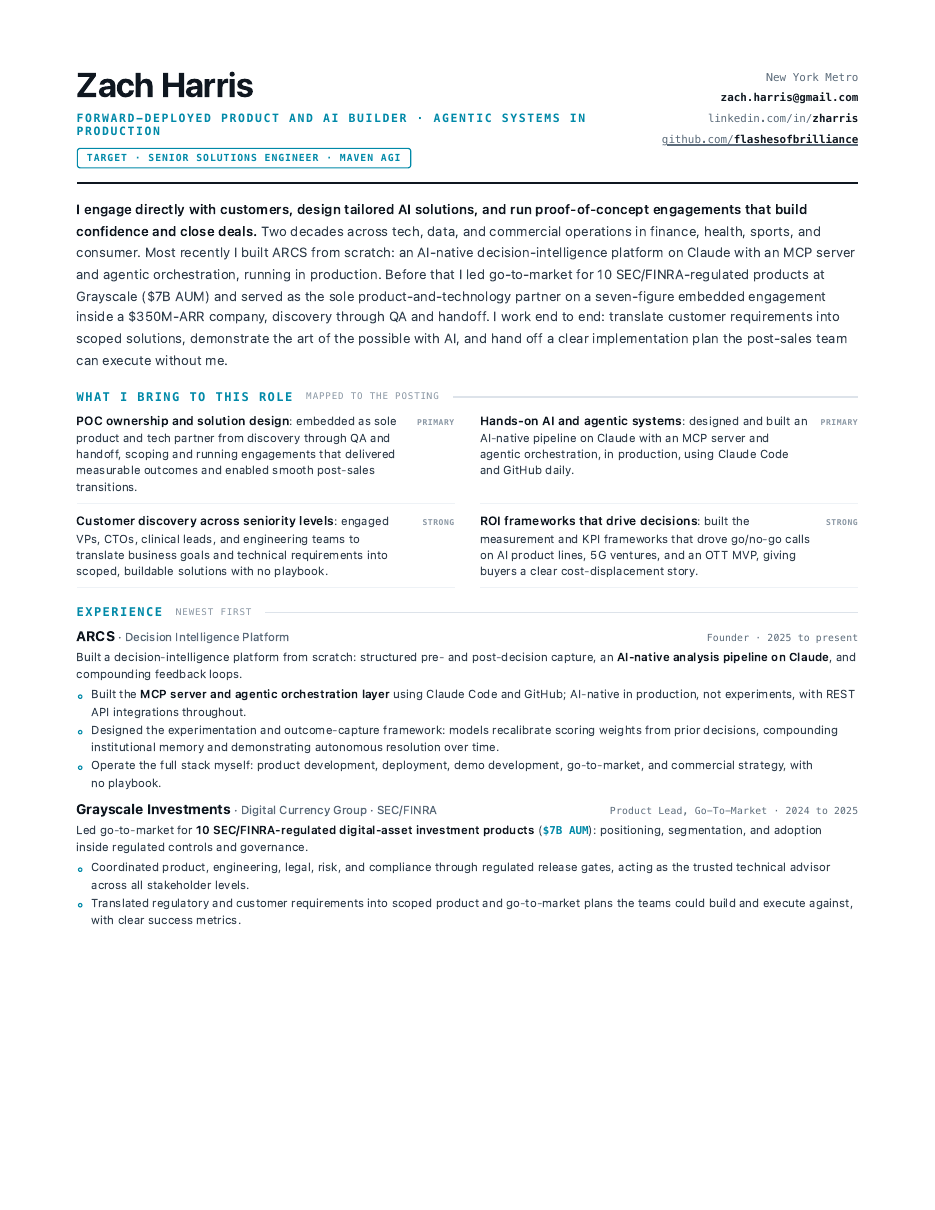 Zach Harris
FORWARD-DEPLOYED PRODUCT AND AI BUILDER · AGENTIC SYSTEMS IN
PRODUCTION
TARGET · SENIOR SOLUTIONS ENGINEER · MAVEN AGI
New York Metro
zach.harris@gmail.com
linkedin.com/in/zharris
github.com/flashesofbrilliance
I engage directly with customers, design tailored AI solutions, and run proof-of-concept engagements that build
confidence and close deals. Two decades across tech, data, and commercial operations in finance, health, sports, and
consumer. Most recently I built ARCS from scratch: an AI-native decision-intelligence platform on Claude with an MCP server
and agentic orchestration, running in production. Before that I led go-to-market for 10 SEC/FINRA-regulated products at
Grayscale ($7B AUM) and served as the sole product-and-technology partner on a seven-figure embedded engagement
inside a $350M-ARR company, discovery through QA and handoff. I work end to end: translate customer requirements into
scoped solutions, demonstrate the art of the possible with AI, and hand off a clear implementation plan the post-sales team
can execute without me.
WHAT I BRING TO THIS ROLE MAPPED TO THE POSTING
POC ownership and solution design: embedded as sole PRIMARY
product and tech partner from discovery through QA and
handoff, scoping and running engagements that delivered
measurable outcomes and enabled smooth post-sales
transitions.
Hands-on AI and agentic systems: designed and built an PRIMARY
AI-native pipeline on Claude with an MCP server and
agentic orchestration, in production, using Claude Code
and GitHub daily.
Customer discovery across seniority levels: engaged STRONG
VPs, CTOs, clinical leads, and engineering teams to
translate business goals and technical requirements into
scoped, buildable solutions with no playbook.
ROI frameworks that drive decisions: built the STRONG
measurement and KPI frameworks that drove go/no-go calls
on AI product lines, 5G ventures, and an OTT MVP, giving
buyers a clear cost-displacement story.
EXPERIENCE NEWEST FIRST
ARCS · Decision Intelligence Platform Founder · 2025 to present
Built a decision-intelligence platform from scratch: structured pre- and post-decision capture, an AI-native analysis pipeline on Claude, and
compounding feedback loops.
Built the MCP server and agentic orchestration layer using Claude Code and GitHub; AI-native in production, not experiments, with REST
API integrations throughout.
Designed the experimentation and outcome-capture framework: models recalibrate scoring weights from prior decisions, compounding
institutional memory and demonstrating autonomous resolution over time.
Operate the full stack myself: product development, deployment, demo development, go-to-market, and commercial strategy, with
no playbook.
Grayscale Investments · Digital Currency Group · SEC/FINRA Product Lead, Go-To-Market · 2024 to 2025
Led go-to-market for 10 SEC/FINRA-regulated digital-asset investment products ($7B AUM): positioning, segmentation, and adoption
inside regulated controls and governance.
Coordinated product, engineering, legal, risk, and compliance through regulated release gates, acting as the trusted technical advisor
across all stakeholder levels.
Translated regulatory and customer requirements into scoped product and go-to-market plans the teams could build and execute against,
with clear success metrics.